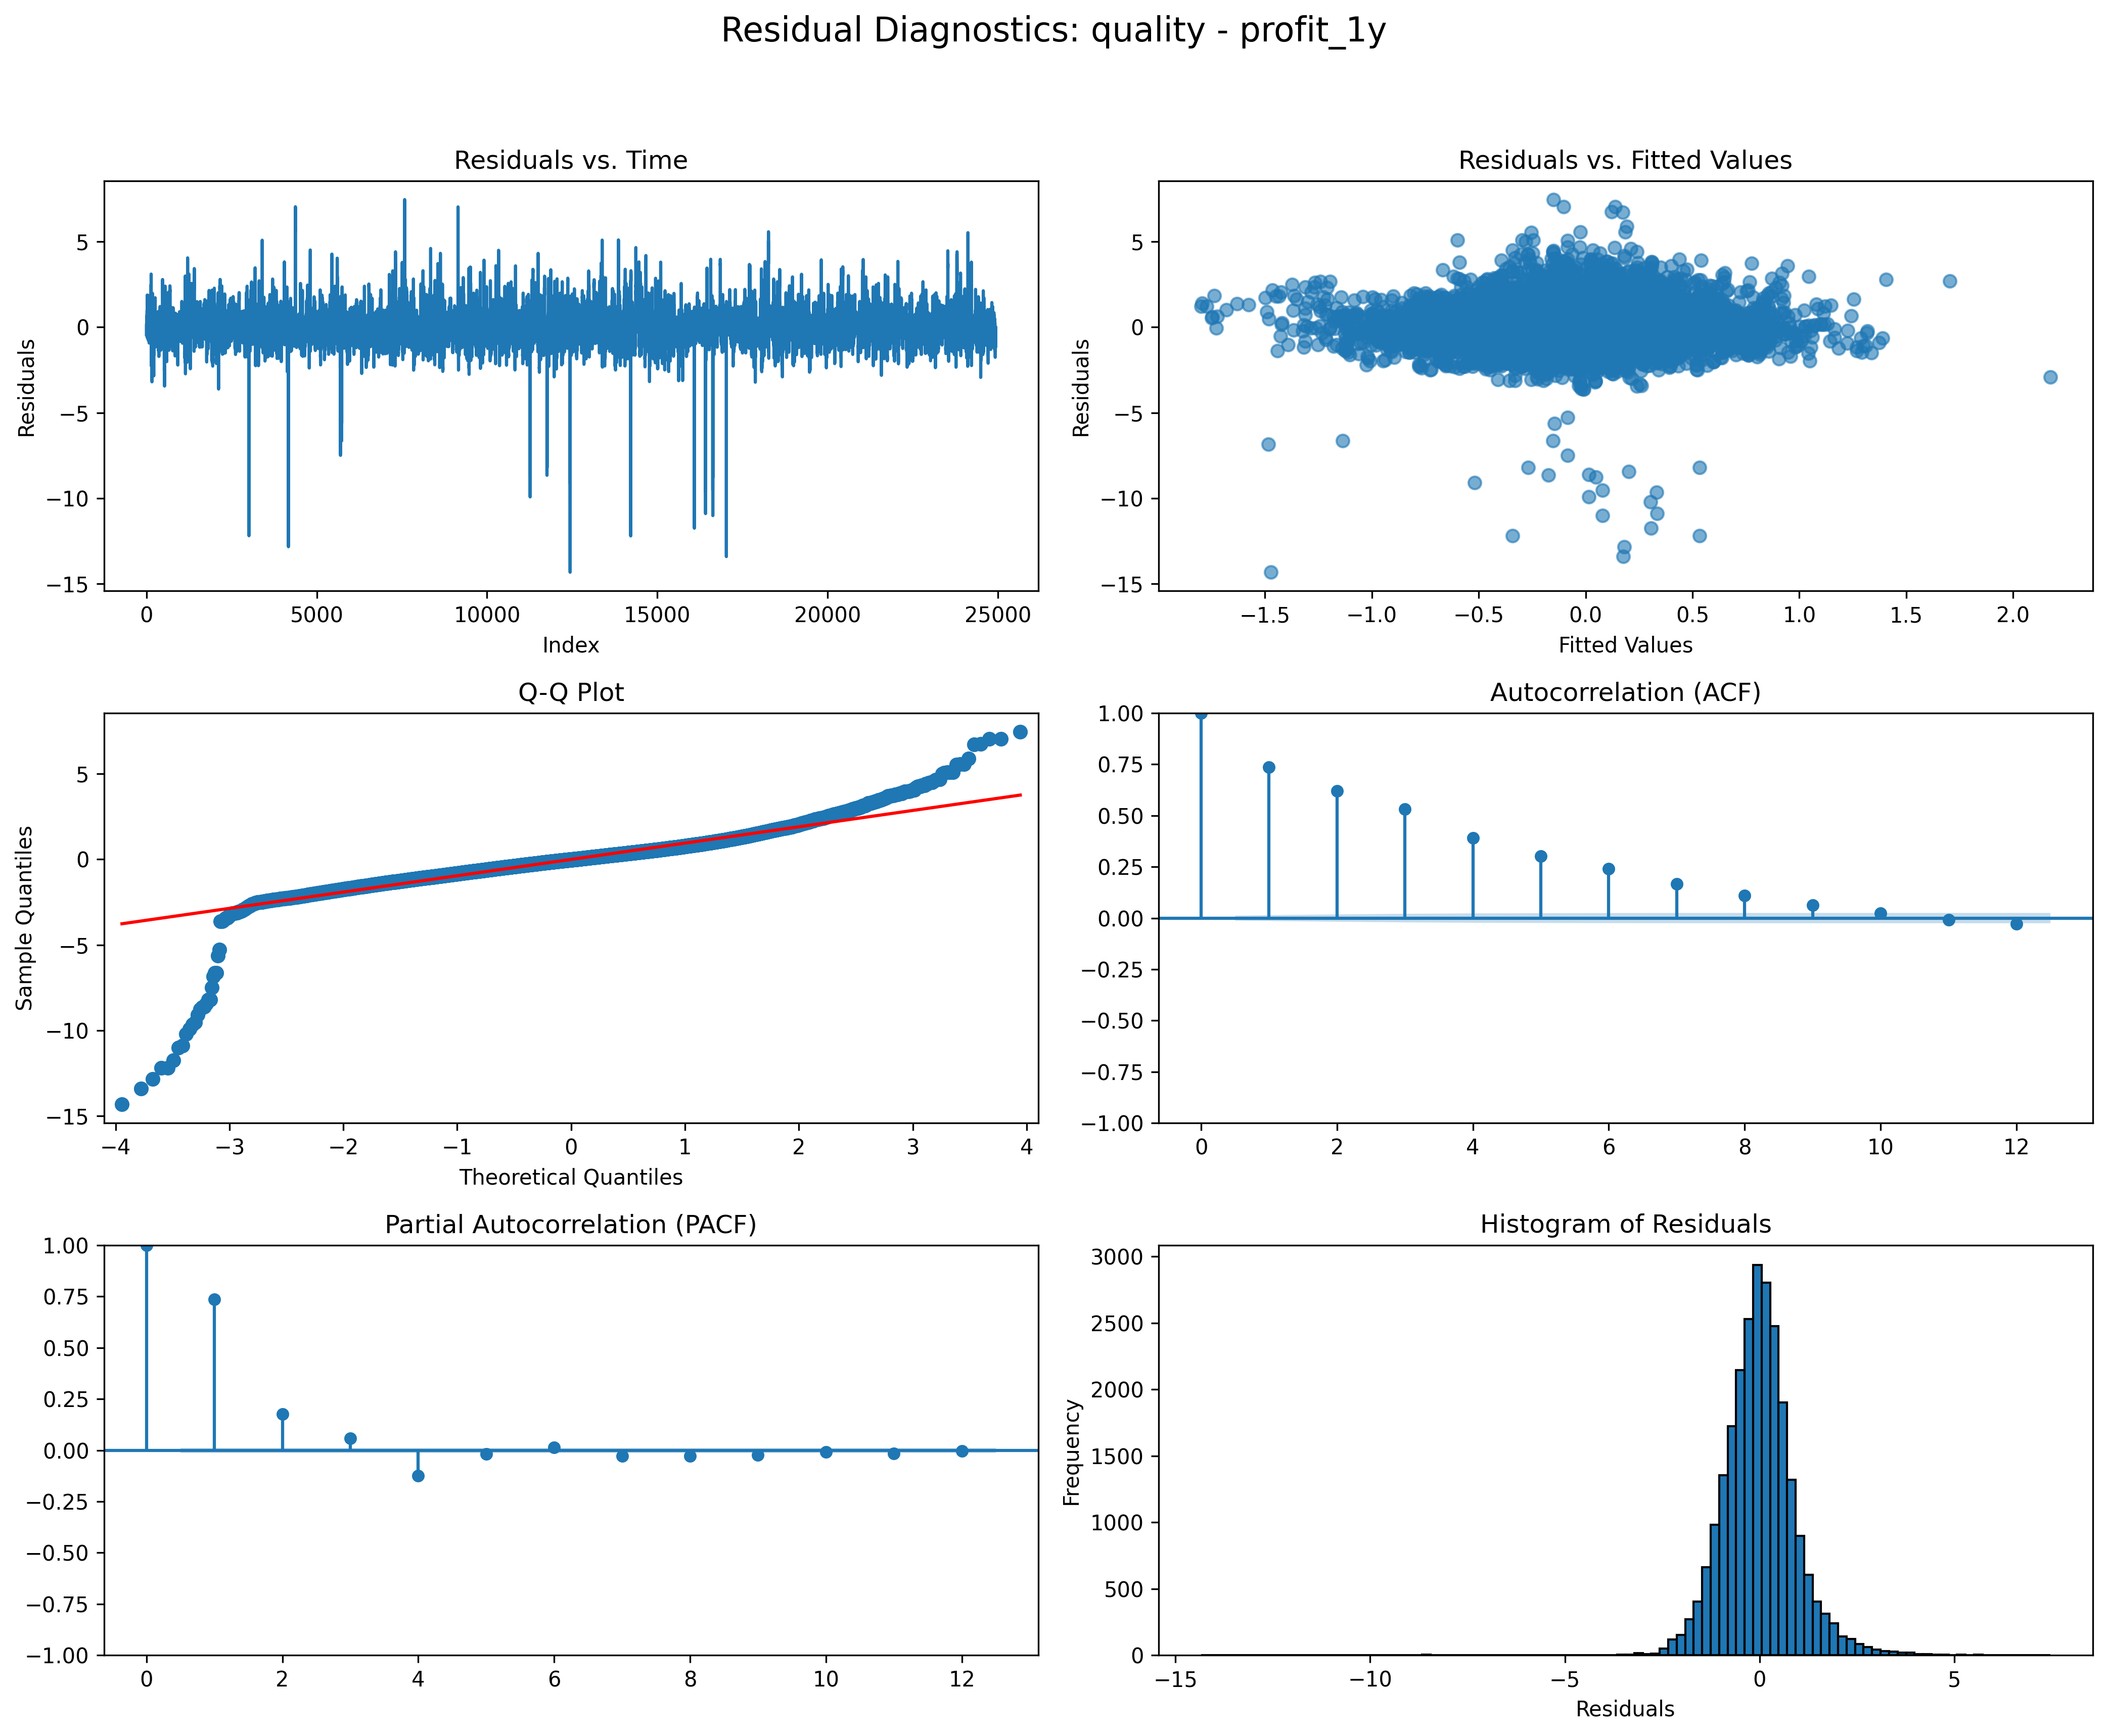 Residual Diagnostics: quality - profit_1y
Residuals vs. Time
Residuals
5
0
−5
−10
−15
0 5000 10000 15000 20000 25000
Index
Residuals vs. Fitted Values
Residuals
5
0
−5
−10
−15
−1.5 −1.0 −0.5 0.0 0.5 1.0 1.5 2.0
Fitted Values
Q-Q Plot
Sample Quantiles
5
0
−5
−10
−15
−4 −3 −2 −1 0 1 2 3 4
Theoretical Quantiles
Autocorrelation (ACF)
1.00
0.75
0.50
0.25
0.00
−0.25
−0.50
−0.75
−1.00
0 2 4 6 8 10 12
Partial Autocorrelation (PACF)
1.00
0.75
0.50
0.25
0.00
−0.25
−0.50
−0.75
−1.00
0 2 4 6 8 10 12
Histogram of Residuals
Frequency
3000
2500
2000
1500
1000
500
0
−15 −10 −5 0 5
Residuals